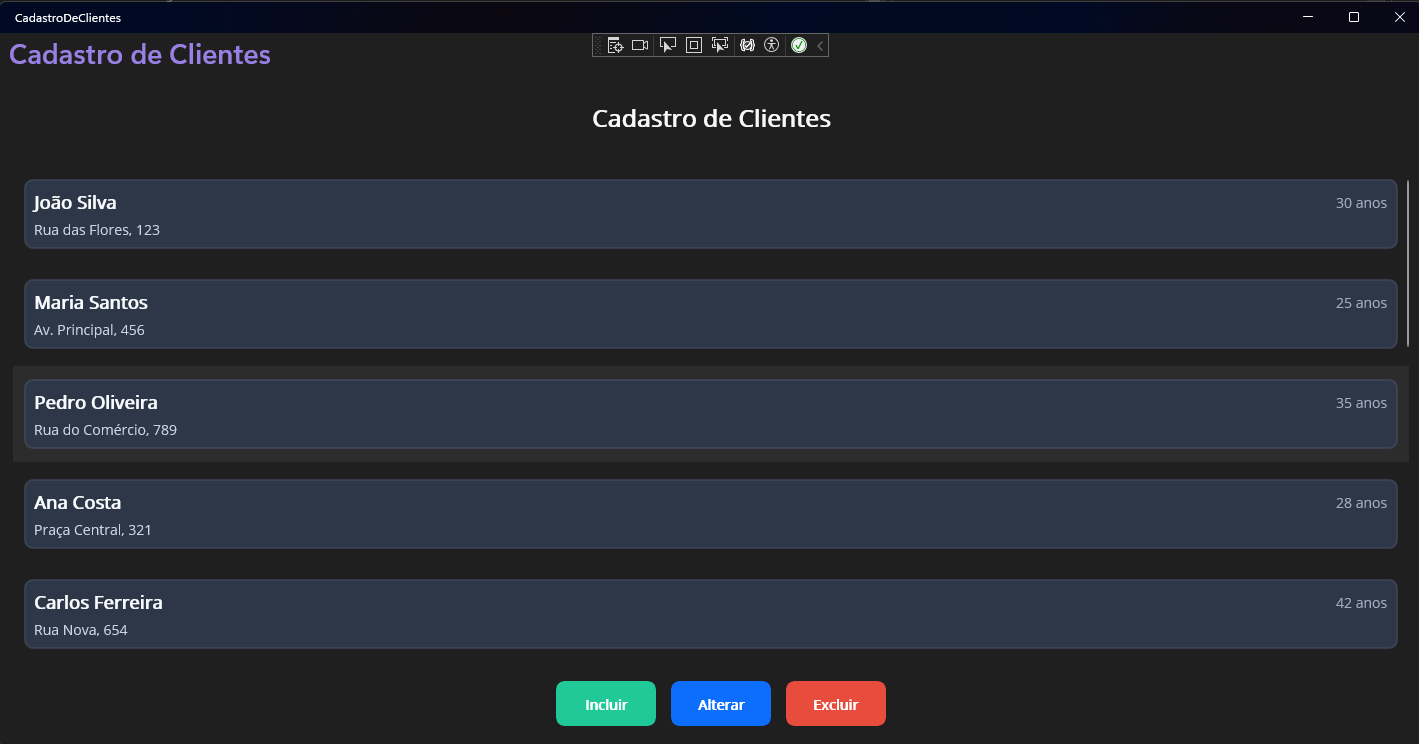 CadastroDeClientes
Cadastro de Clientes
Cadastro de Clientes
João Silva
30 anos
Rua das Flores, 123
Maria Santos
25 anos
Av. Principal, 456
Pedro Oliveira
35 anos
Rua do Comércio, 789
Ana Costa
28 anos
Praça Central, 321
Carlos Ferreira
42 anos
Rua Nova, 654
Incluir Alterar Excluir